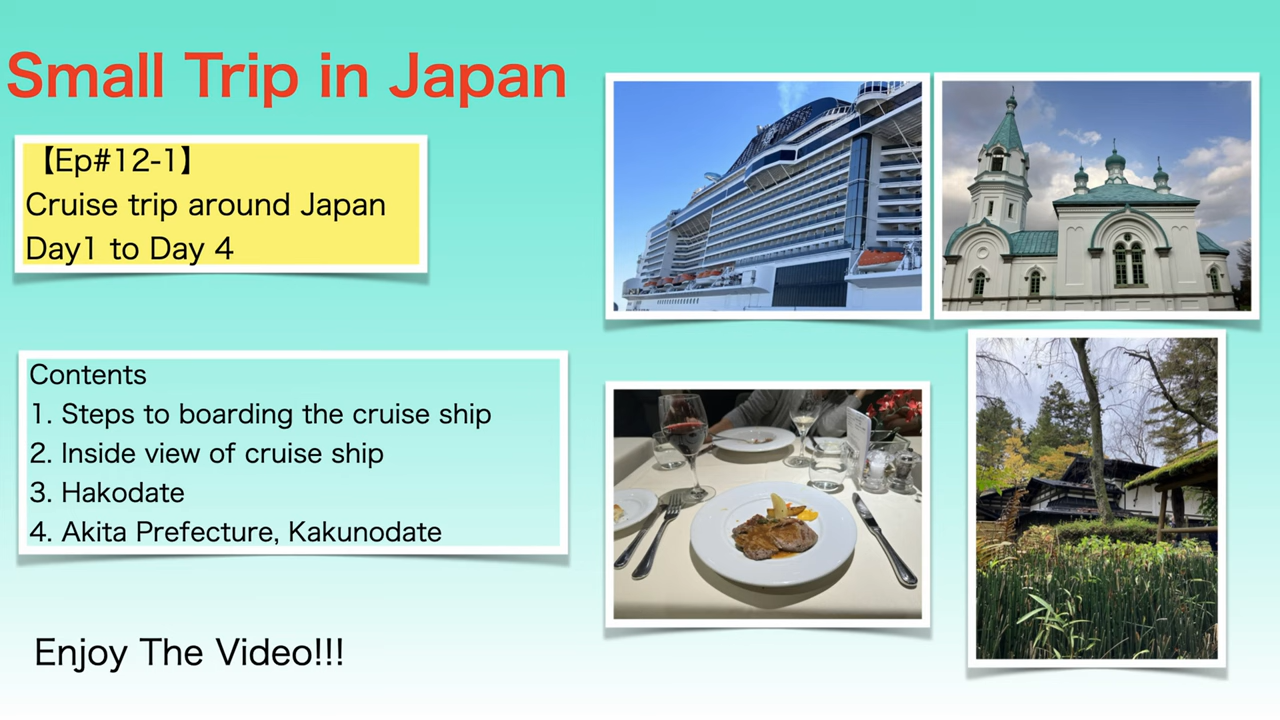 Small Trip in Japan
【Ep#12-1】
Cruise trip around Japan
Day1 to Day 4
Contents
1. Steps to boarding the cruise ship
2. Inside view of cruise ship
3. Hakodate
4. Akita Prefecture, Kakunodate
Enjoy The Video!!!